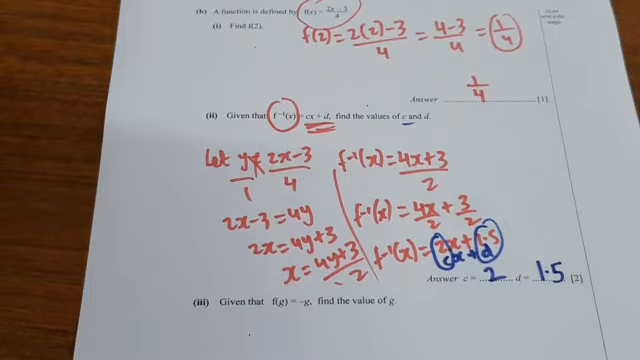 (b) A function is defined by f(x) = 2x − 3 / 4
(i) Find f(2).
f(2) = 2(2) - 3 / 4 = 4 - 3 / 4 = 1/4
1/4
Answer .................... [1]
(ii) Given that f⁻¹(x) = cx + d, find the values of c and d.
Let y = 2x - 3 / 4
1
2x - 3 = 4y
2x = 4y + 3
x = 4y + 3 / 2
f⁻¹(x) = 4x + 3 / 2
f⁻¹(x) = 4x/2 + 3/2
f⁻¹(x) = 2x + 1.5
cx + d
Answer c = 2 d = 1.5 [2]
(iii) Given that f(g) = −g, find the value of g.